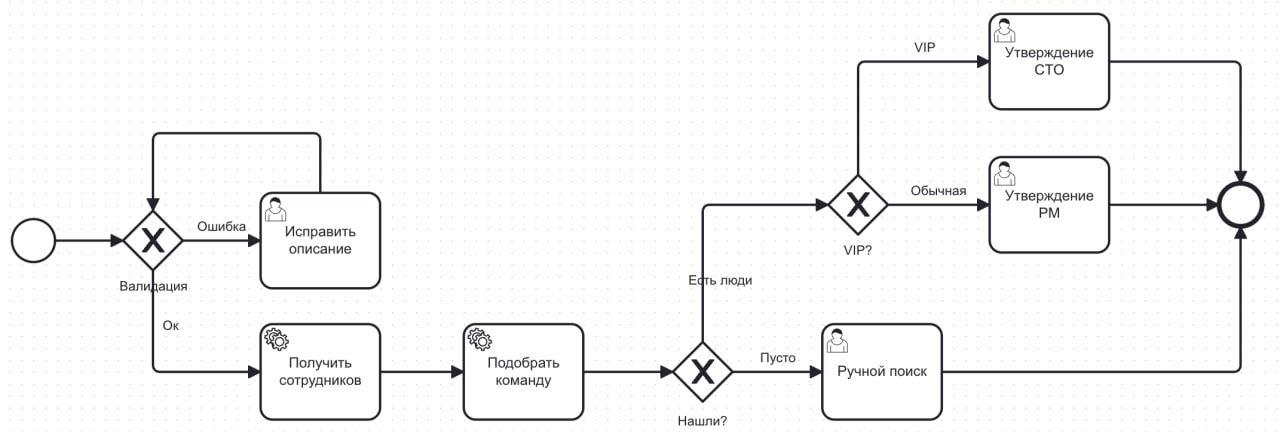 VIP
Утверждение
СТО
Ошибка
Исправить
описание
Валидация
Обычная
Утверждение
РМ
VIP?
Есть люди
Ок
Получить
сотрудников
Подобрать
команду
Пусто
Ручной поиск
Нашли?